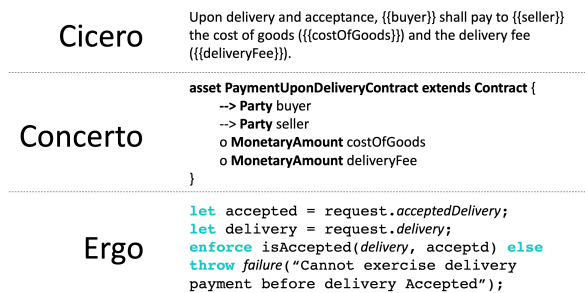 Cicero
Upon delivery and acceptance, {{buyer}} shall pay to {{seller}}
the cost of goods ({{costOfGoods}}) and the delivery fee
({{deliveryFee}}).
Concerto
asset PaymentUponDeliveryContract extends Contract {
--> Party buyer
--> Party seller
o MonetaryAmount costOfGoods
o MonetaryAmount deliveryFee
}
Ergo
let accepted = request.acceptedDelivery;
let delivery = request.delivery;
enforce isAccepted(delivery, acceptd) else
throw failure(“Cannot exercise delivery
payment before delivery Accepted”);